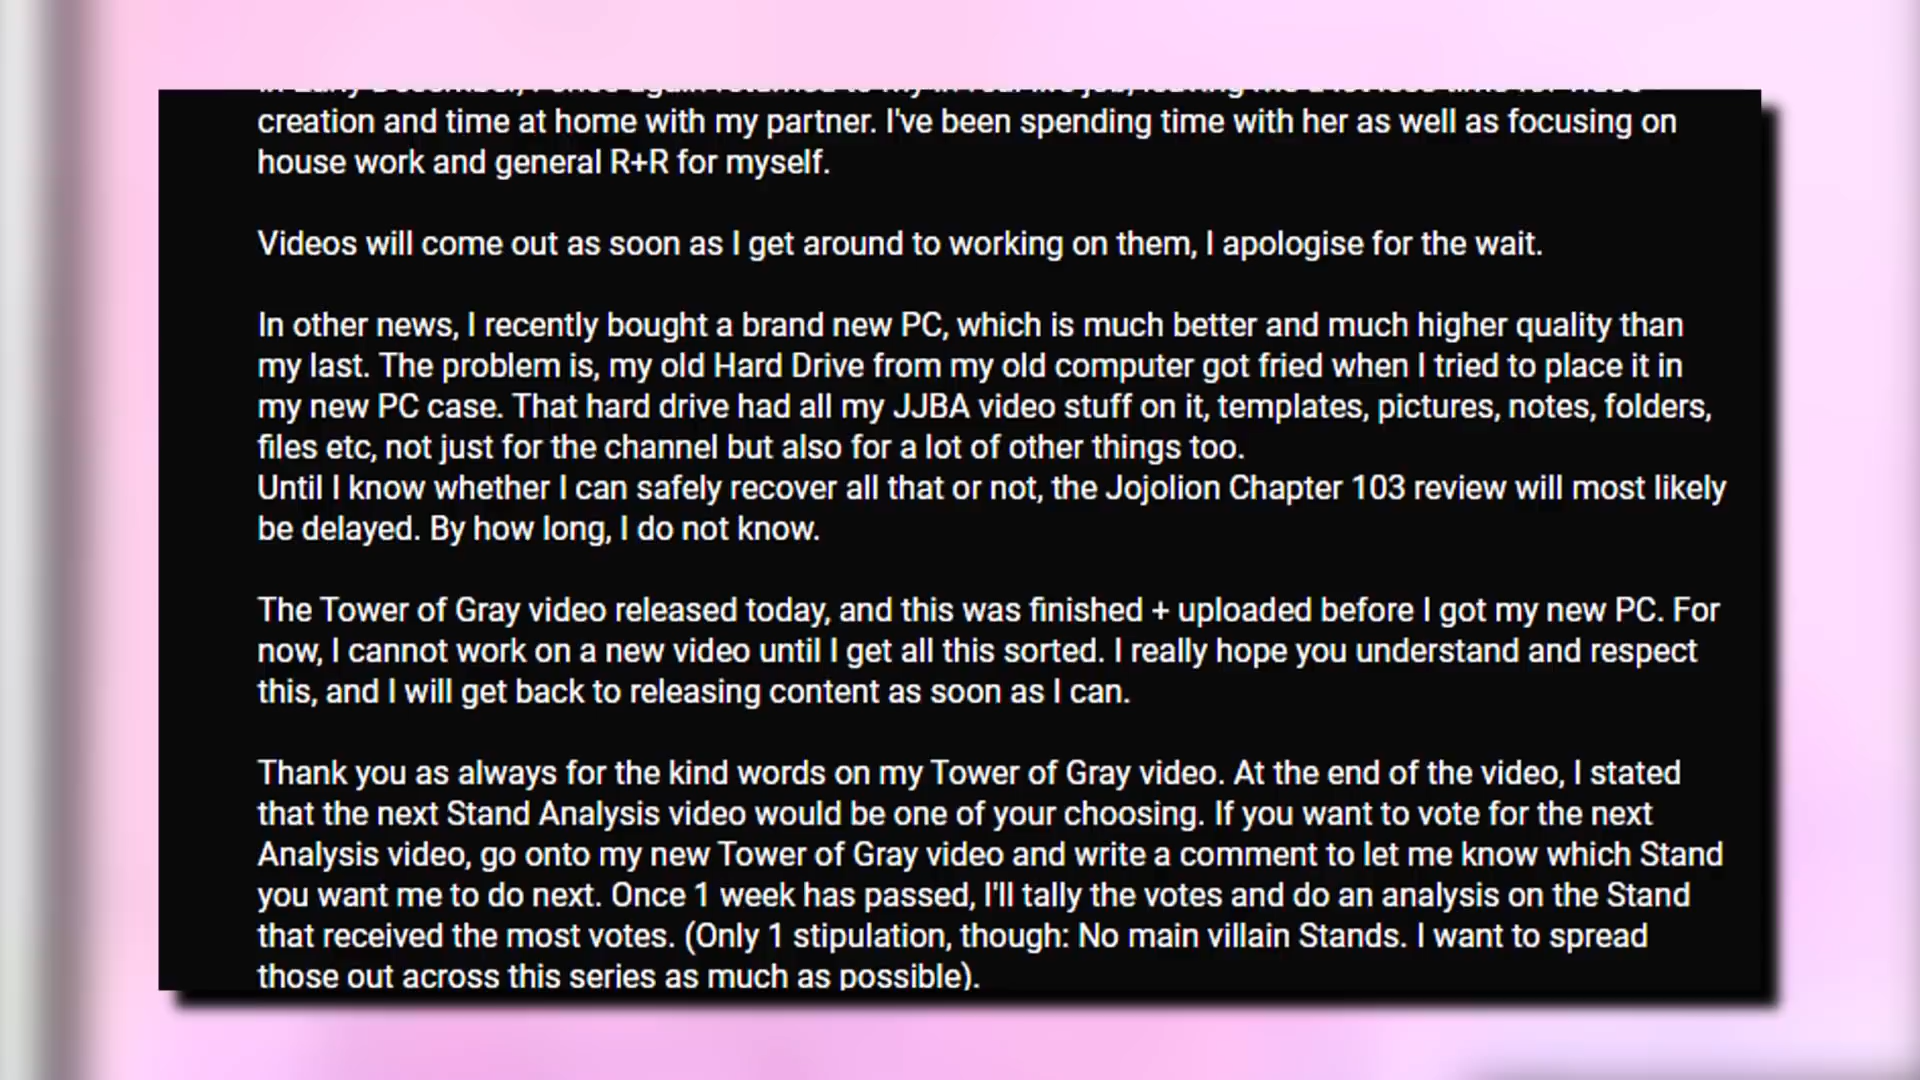 creation and time at home with my partner. I've been spending time with her as well as focusing on
house work and general R+R for myself.
Videos will come out as soon as I get around to working on them, I apologise for the wait.
In other news, I recently bought a brand new PC, which is much better and much higher quality than
my last. The problem is, my old Hard Drive from my old computer got fried when I tried to place it in
my new PC case. That hard drive had all my JJBA video stuff on it, templates, pictures, notes, folders,
files etc, not just for the channel but also for a lot of other things too.
Until I know whether I can safely recover all that or not, the Jojolion Chapter 103 review will most likely
be delayed. By how long, I do not know.
The Tower of Gray video released today, and this was finished + uploaded before I got my new PC. For
now, I cannot work on a new video until I get all this sorted. I really hope you understand and respect
this, and I will get back to releasing content as soon as I can.
Thank you as always for the kind words on my Tower of Gray video. At the end of the video, I stated
that the next Stand Analysis video would be one of your choosing. If you want to vote for the next
Analysis video, go onto my new Tower of Gray video and write a comment to let me know which Stand
you want me to do next. Once 1 week has passed, I'll tally the votes and do an analysis on the Stand
that received the most votes. (Only 1 stipulation, though: No main villain Stands. I want to spread
those out across this series as much as possible).